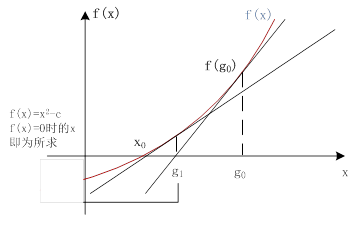 f(x)
f(x)
f(g₀)
f(x)=x²-c
f(x)=0时的x
即为所求
x₀
g₁
g₀
x